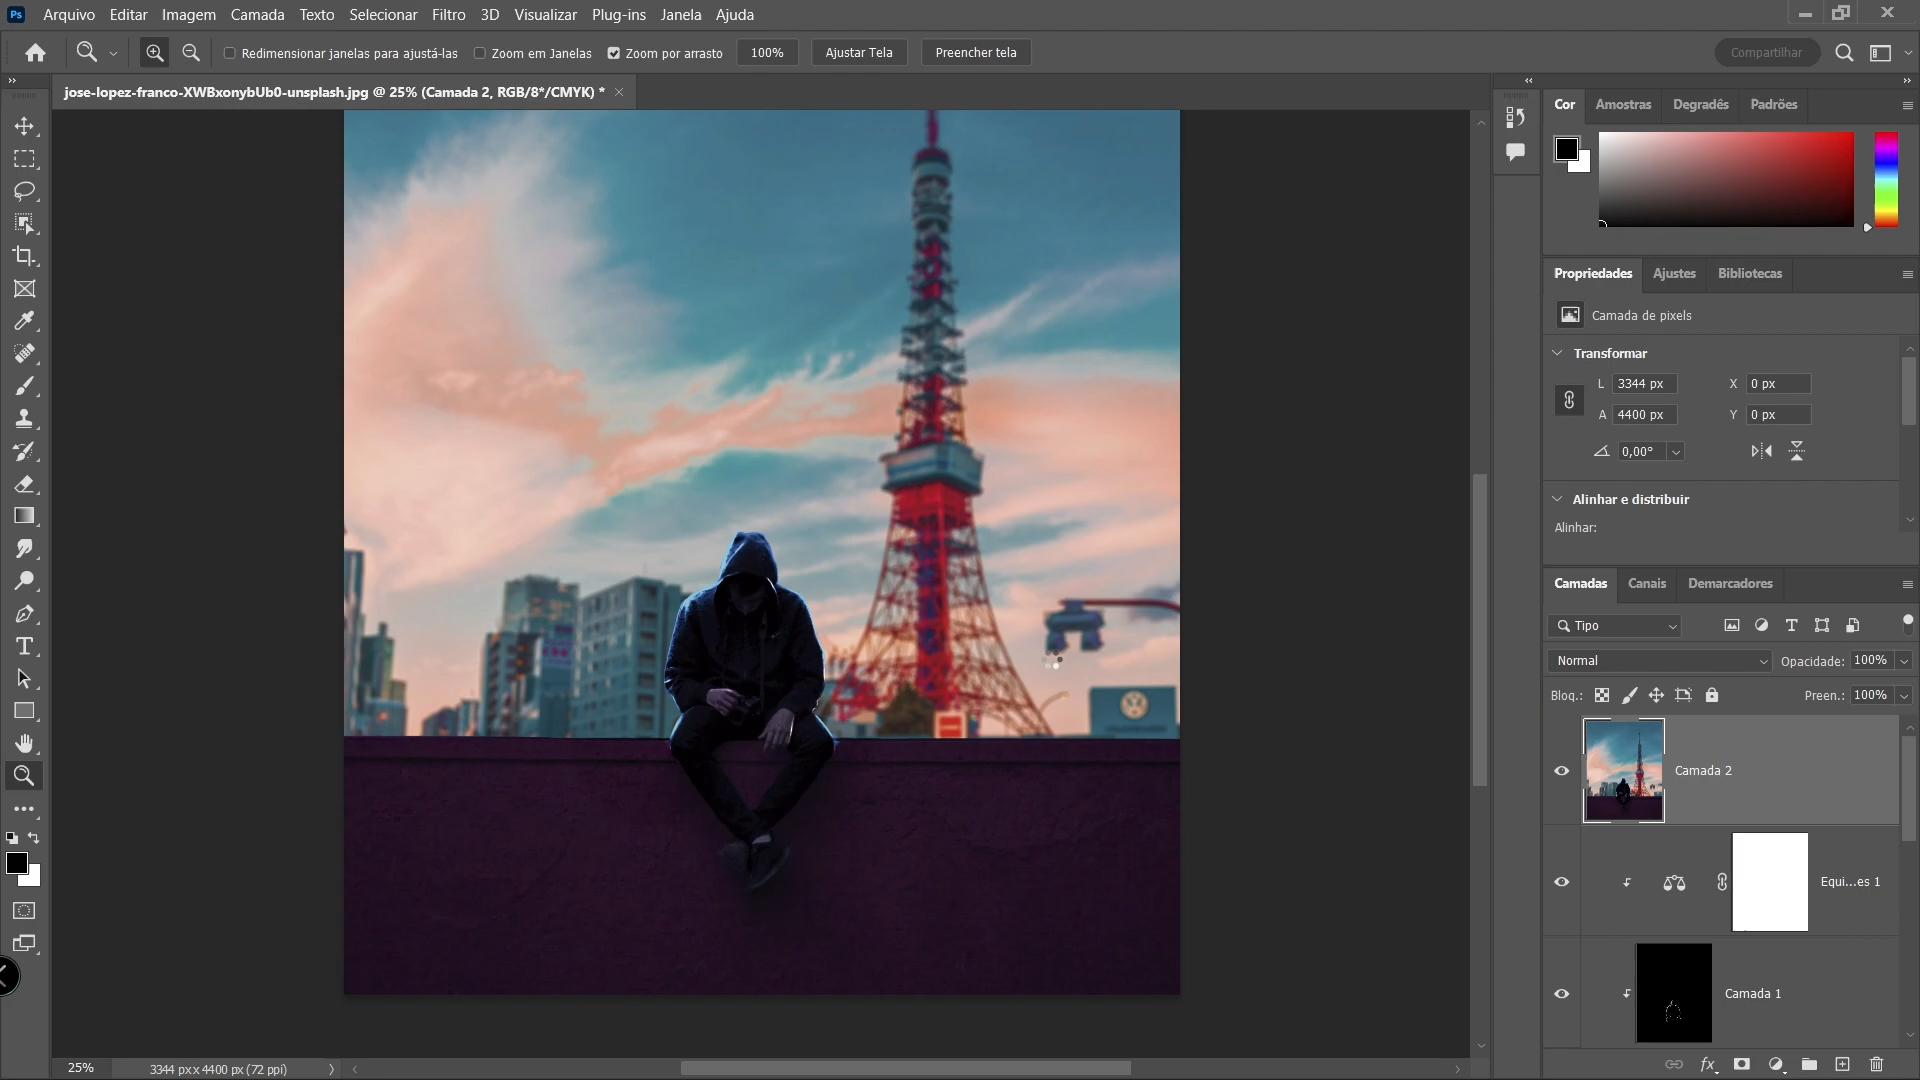 Ps Arquivo Editar Imagem Camada Texto Selecionar Filtro 3D Visualizar Plug-ins Janela Ajuda
Redimensionar janelas para ajustá-las Zoom em Janelas Zoom por arrasto 100% Ajustar Tela Preencher tela Compartilhar
jose-lopez-franco-XWBxonybUb0-unsplash.jpg @ 25% (Camada 2, RGB/8*/CMYK) *
Cor Amostras Degradês Padrões
Propriedades Ajustes Bibliotecas
Camada de pixels
Transformar
L 3344 px X 0 px
A 4400 px Y 0 px
0,00°
Alinhar e distribuir
Alinhar:
Camadas Canais Demarcadores
Tipo
Normal Opacidade: 100%
Bloq.: Preen.: 100%
Camada 2
Equi...es 1
Camada 1
fx
25% 3344 px x 4400 px (72 ppi)